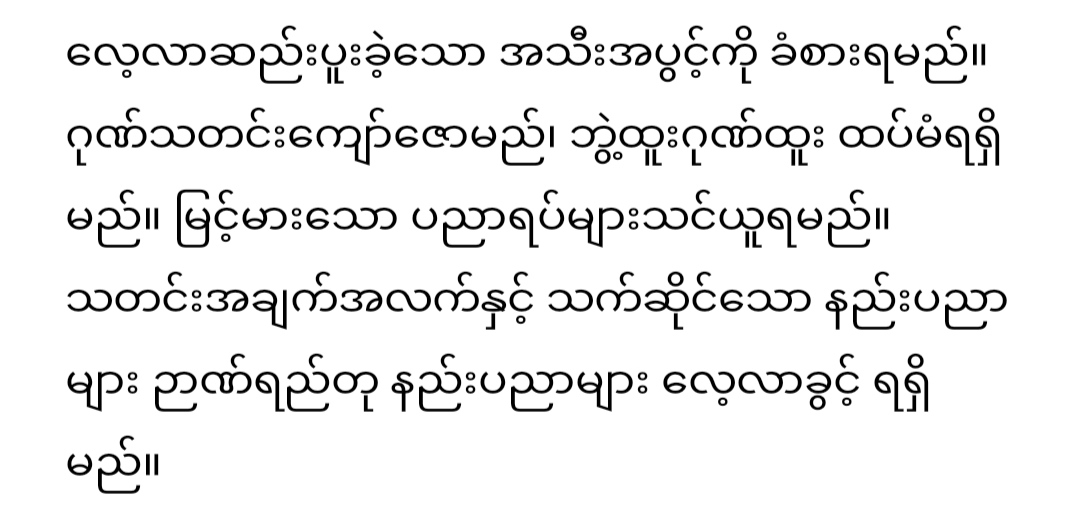 လေ့လာဆည်းပူးခဲ့သော အသီးအပွင့်ကို ခံစားရမည်။
ဂုဏ်သတင်းကျော်ဇောမည်၊ ဘွဲ့ထူးဂုဏ်ထူး ထပ်မံရရှိ
မည်။ မြင့်မားသော ပညာရပ်များသင်ယူရမည်။
သတင်းအချက်အလက်နှင့် သက်ဆိုင်သော နည်းပညာ
များ ဉာဏ်ရည်တု နည်းပညာများ လေ့လာခွင့် ရရှိ
မည်။